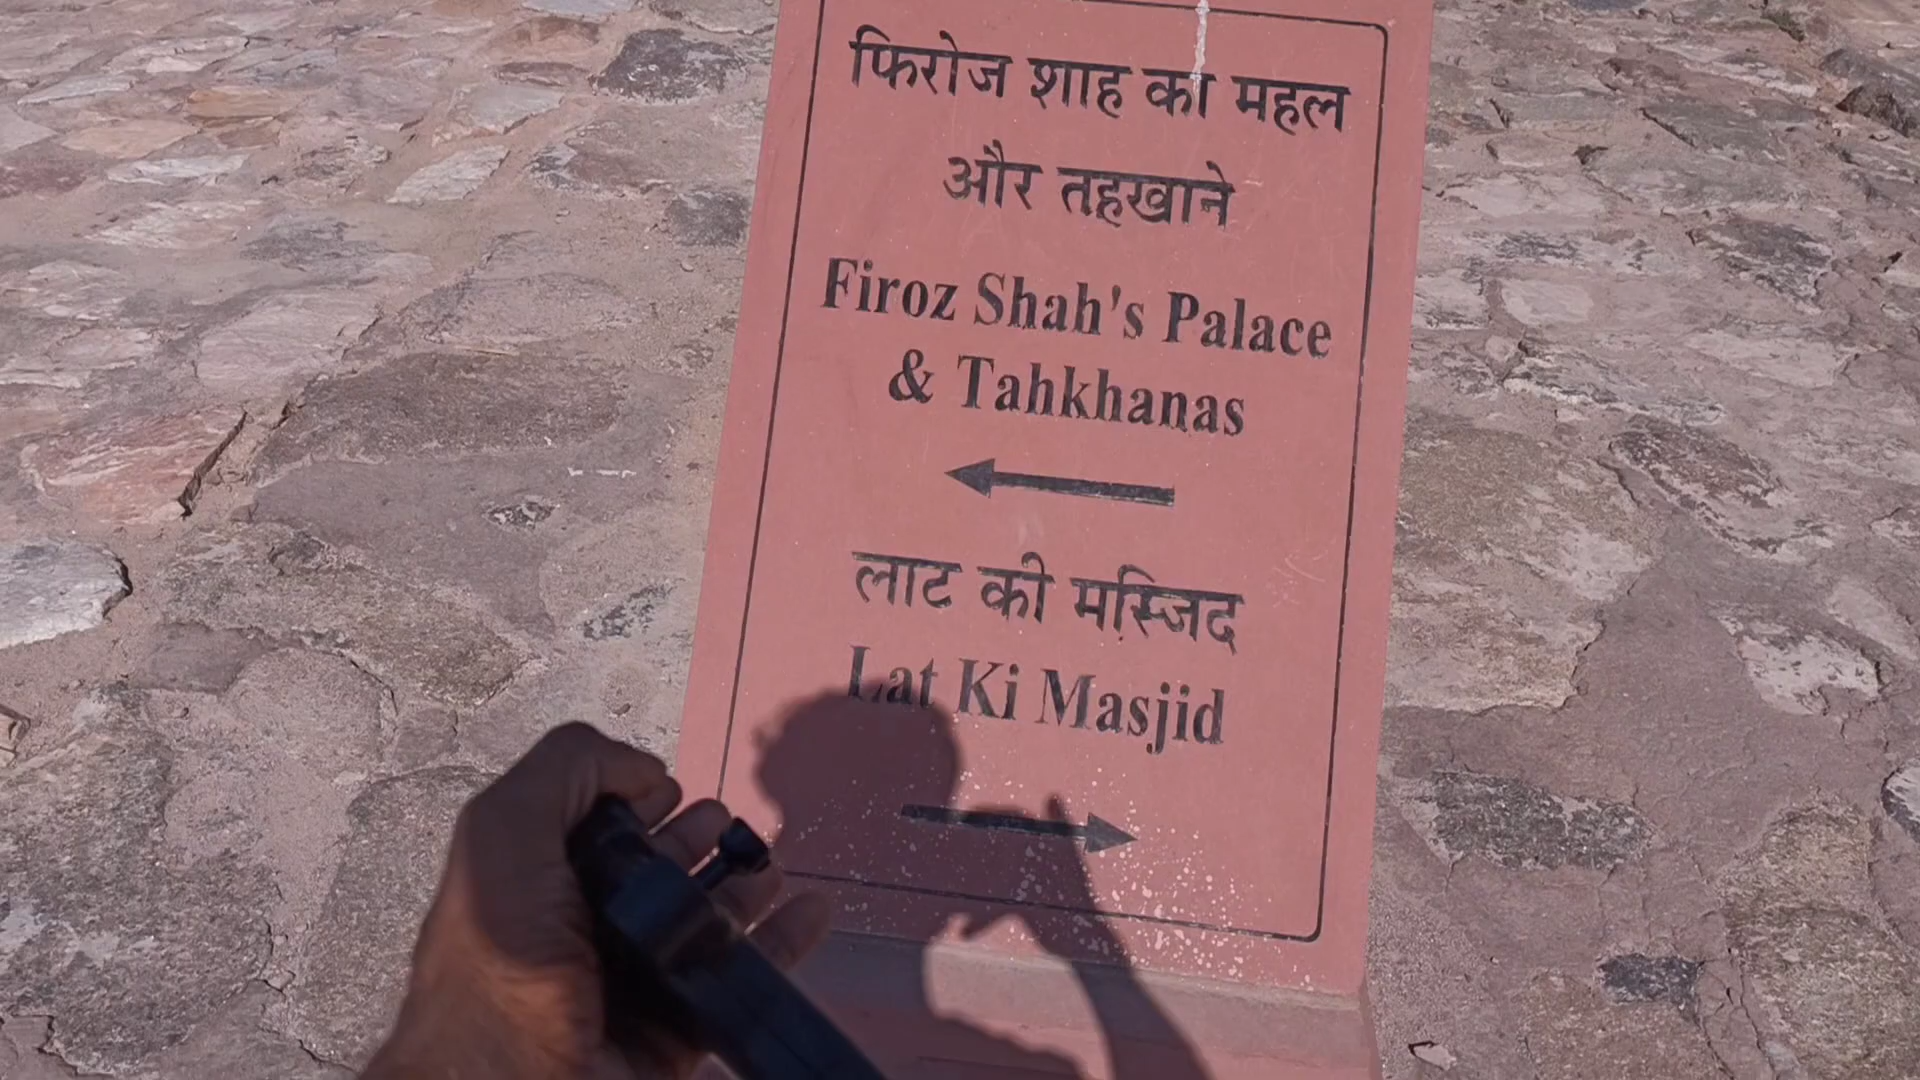 फिरोज शाह का महल
और तहखाने
Firoz Shah's Palace
& Tahkhanas
लाट की मस्जिद
Lat Ki Masjid